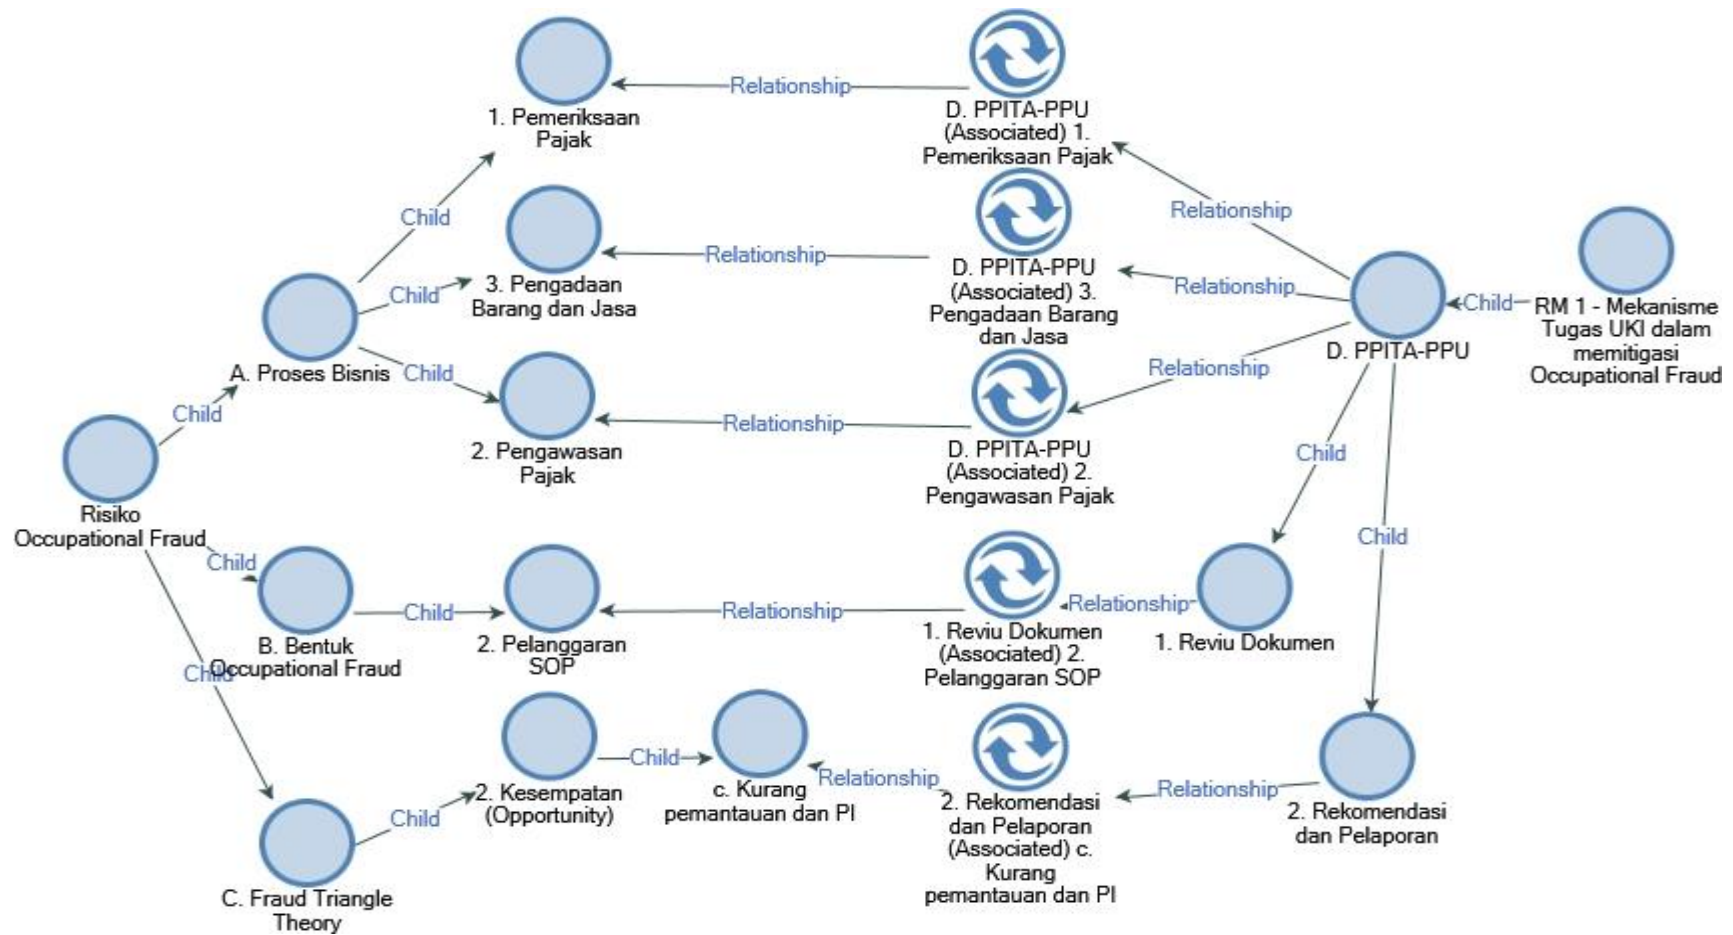 Relationship
1. Pemeriksaan
Pajak
D. PPITA-PPU
(Associated) 1.
Pemeriksaan Pajak
Child
Relationship
Relationship
3. Pengadaan
Barang dan Jasa
D. PPITA-PPU
(Associated) 3.
Pengadaan Barang
dan Jasa
Child
Relationship
A. Proses Bisnis
Child
D. PPITA-PPU
Child
RM 1 - Mekanisme
Tugas UKI dalam
memitigasi
Occupational Fraud
Relationship
Child
Relationship
2. Pengawasan
Pajak
D. PPITA-PPU
(Associated) 2.
Pengawasan Pajak
Child
Child
Risiko
Occupational Fraud
Child
B. Bentuk
Occupational Fraud
Child
2. Pelanggaran
SOP
Relationship
1. Reviu Dokumen
(Associated) 2.
Pelanggaran SOP
Relationship
1. Reviu Dokumen
Child
2. Kesempatan
(Opportunity)
Child
c. Kurang
pemantauan dan PI
Relationship
2. Rekomendasi
dan Pelaporan
(Associated) c.
Kurang
pemantauan dan PI
Relationship
2. Rekomendasi
dan Pelaporan
Child
C. Fraud Triangle
Theory